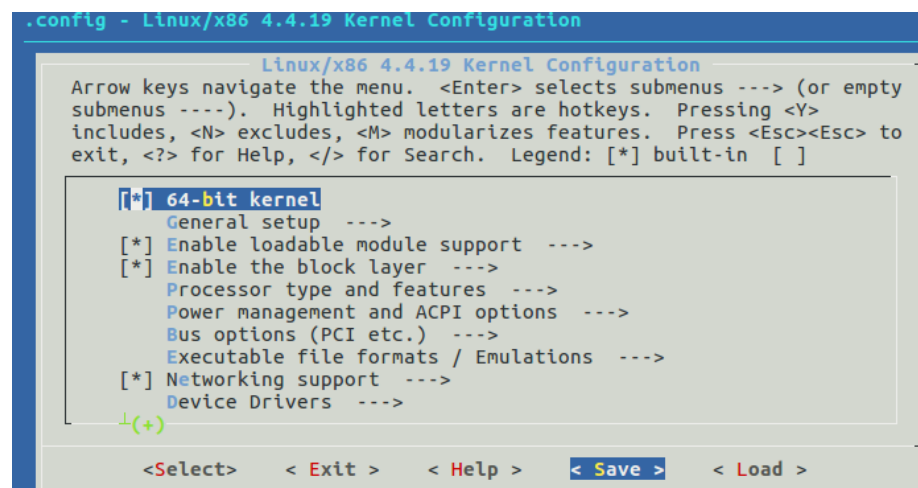 .config - Linux/x86 4.4.19 Kernel Configuration
Linux/x86 4.4.19 Kernel Configuration
Arrow keys navigate the menu.  <Enter> selects submenus ---> (or empty
submenus ----).  Highlighted letters are hotkeys.  Pressing <Y>
includes, <N> excludes, <M> modularizes features.  Press <Esc><Esc> to
exit, <?> for Help, </> for Search.  Legend: [*] built-in  [ ]
[*] 64-bit kernel
General setup  --->
[*] Enable loadable module support  --->
[*] Enable the block layer  --->
Processor type and features  --->
Power management and ACPI options  --->
Bus options (PCI etc.)  --->
Executable file formats / Emulations  --->
[*] Networking support  --->
Device Drivers  --->
┴(+)
<Select>    < Exit >    < Help >    < Save >    < Load >